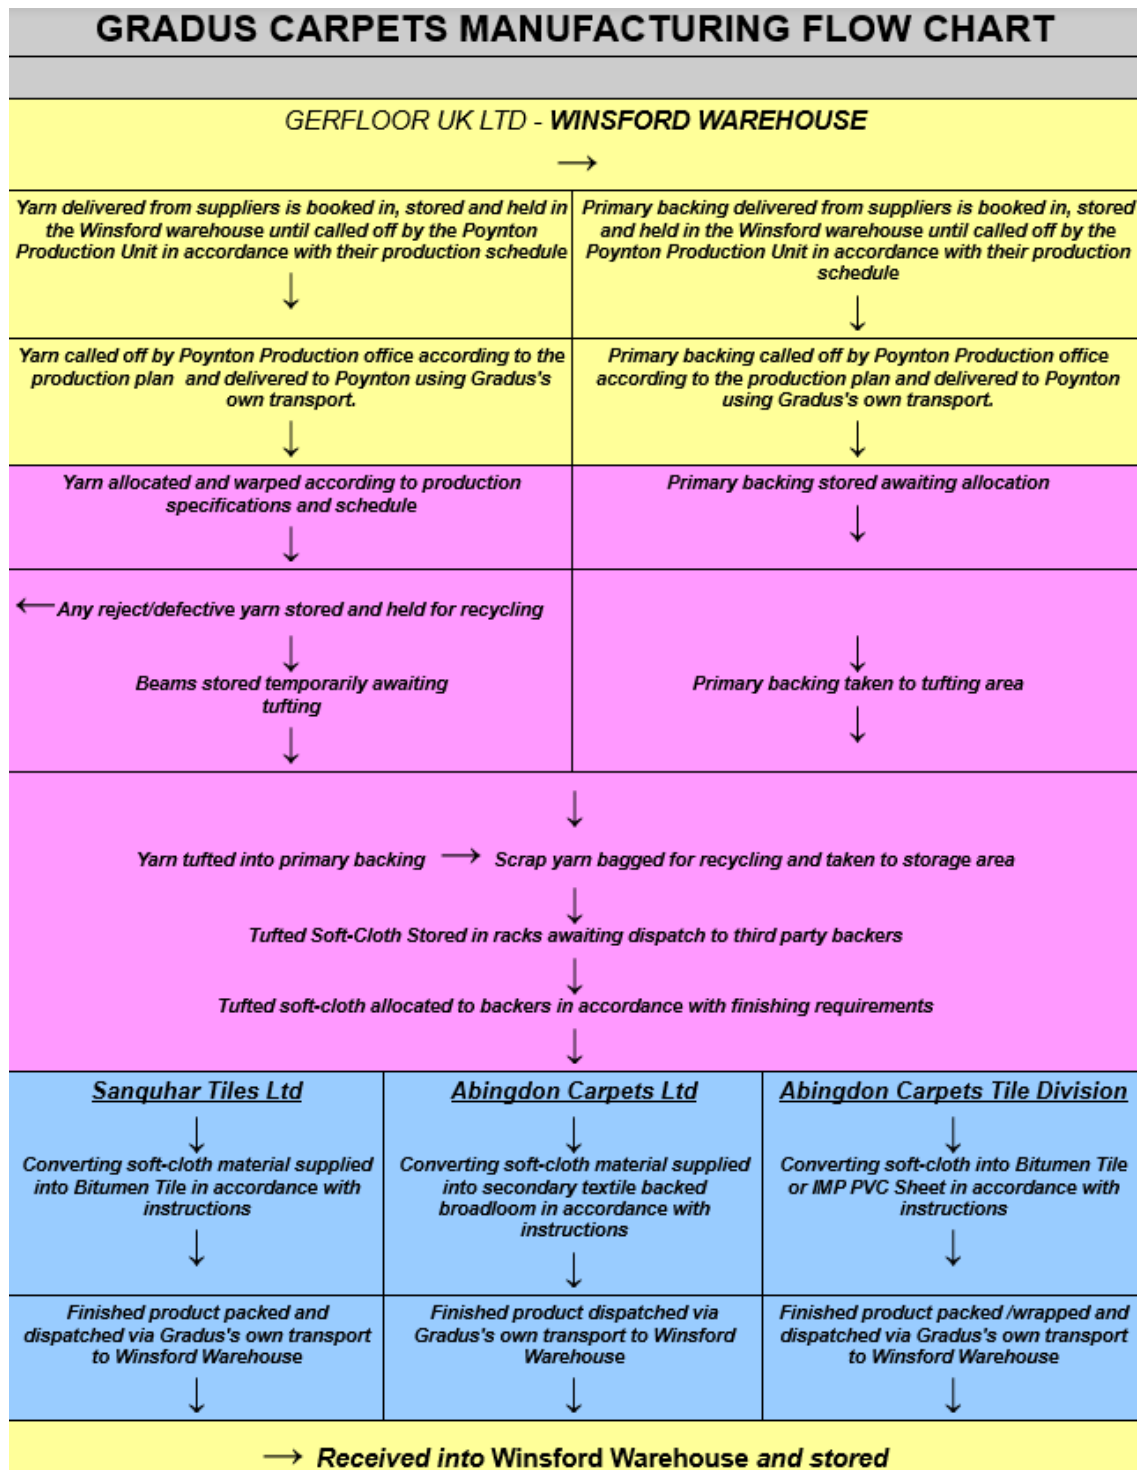 GRADUS CARPETS MANUFACTURING FLOW CHART
GERFLOOR UK LTD - WINSFORD WAREHOUSE
→
Yarn delivered from suppliers is booked in, stored and held in
the Winsford warehouse until called off by the Poynton
Production Unit in accordance with their production schedule
↓
Primary backing delivered from suppliers is booked in, stored
and held in the Winsford warehouse until called off by the
Poynton Production Unit in accordance with their production
schedule
↓
Yarn called off by Poynton Production office according to the
production plan and delivered to Poynton using Gradus's
own transport.
↓
Primary backing called off by Poynton Production office
according to the production plan and delivered to Poynton
using Gradus's own transport.
↓
Yarn allocated and warped according to production
specifications and schedule
↓
Primary backing stored awaiting allocation
↓
← Any reject/defective yarn stored and held for recycling
↓
Beams stored temporarily awaiting
tufting
↓
↓
Primary backing taken to tufting area
↓
↓
Yarn tufted into primary backing → Scrap yarn bagged for recycling and taken to storage area
↓
Tufted Soft-Cloth Stored in racks awaiting dispatch to third party backers
↓
Tufted soft-cloth allocated to backers in accordance with finishing requirements
↓
Sanquhar Tiles Ltd
↓
Converting soft-cloth material supplied
into Bitumen Tile in accordance with
instructions
↓
Abingdon Carpets Ltd
↓
Converting soft-cloth material supplied
into secondary textile backed
broadloom in accordance with
instructions
↓
Abingdon Carpets Tile Division
↓
Converting soft-cloth into Bitumen Tile
or IMP PVC Sheet in accordance with
instructions
↓
Finished product packed and
dispatched via Gradus's own transport
to Winsford Warehouse
↓
Finished product dispatched via
Gradus's own transport to Winsford
Warehouse
↓
Finished product packed /wrapped and
dispatched via Gradus's own transport
to Winsford Warehouse
↓
→ Received into Winsford Warehouse and stored